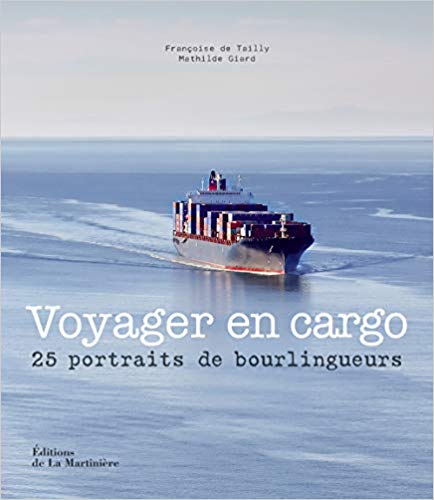 Françoise de Tailly
Mathilde Giard
Voyager en cargo
25 portraits de bourlingueurs
Éditions
de La Martinière